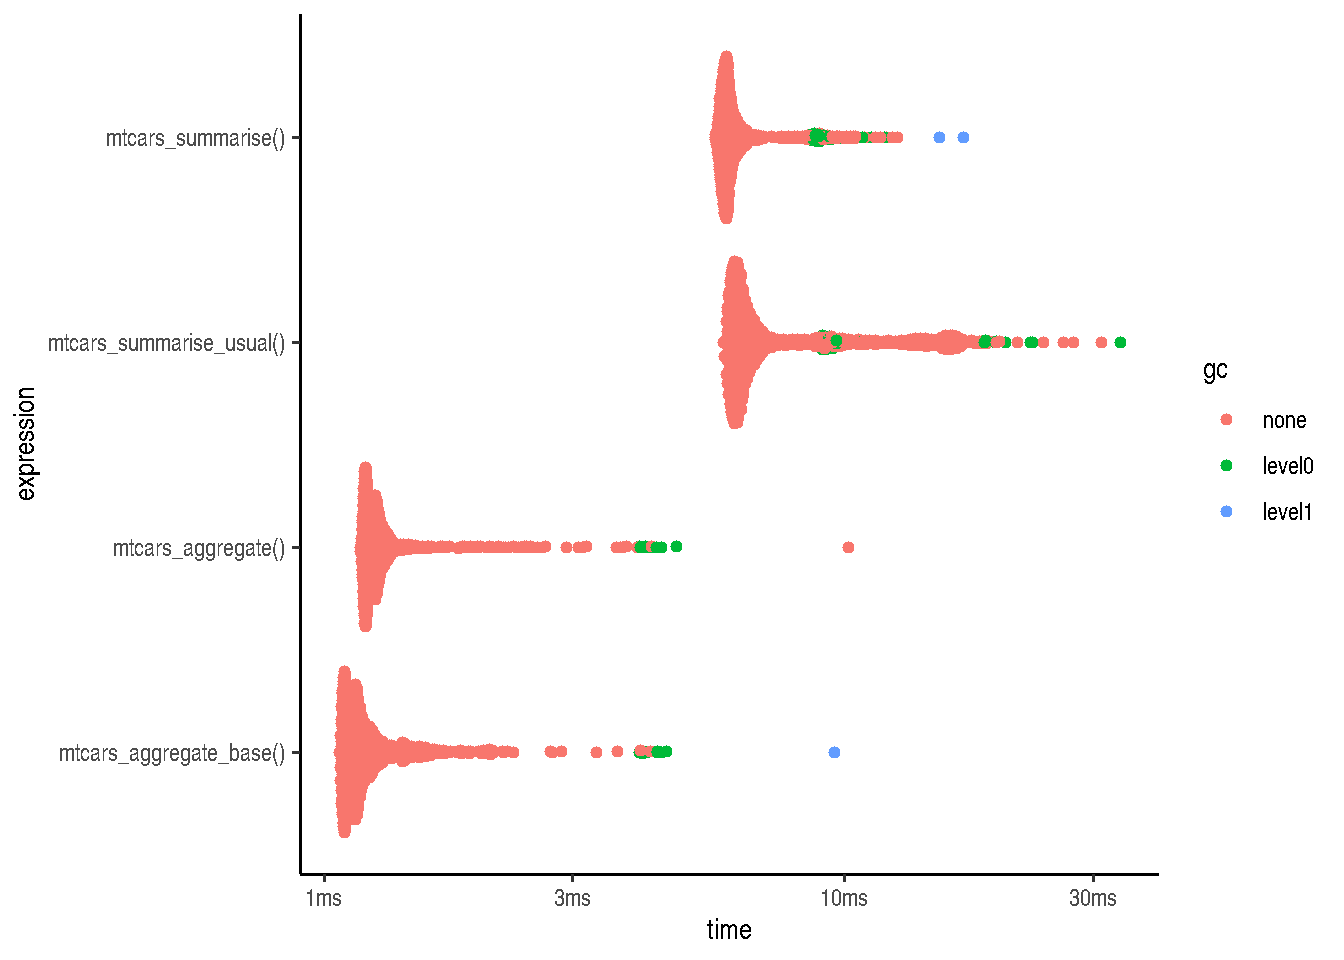 mtcars_summarise()
mtcars_summarise_usual()
mtcars_aggregate()
mtcars_aggregate_base()
expression
1ms
3ms
10ms
30ms
time
gc
none
level0
level1